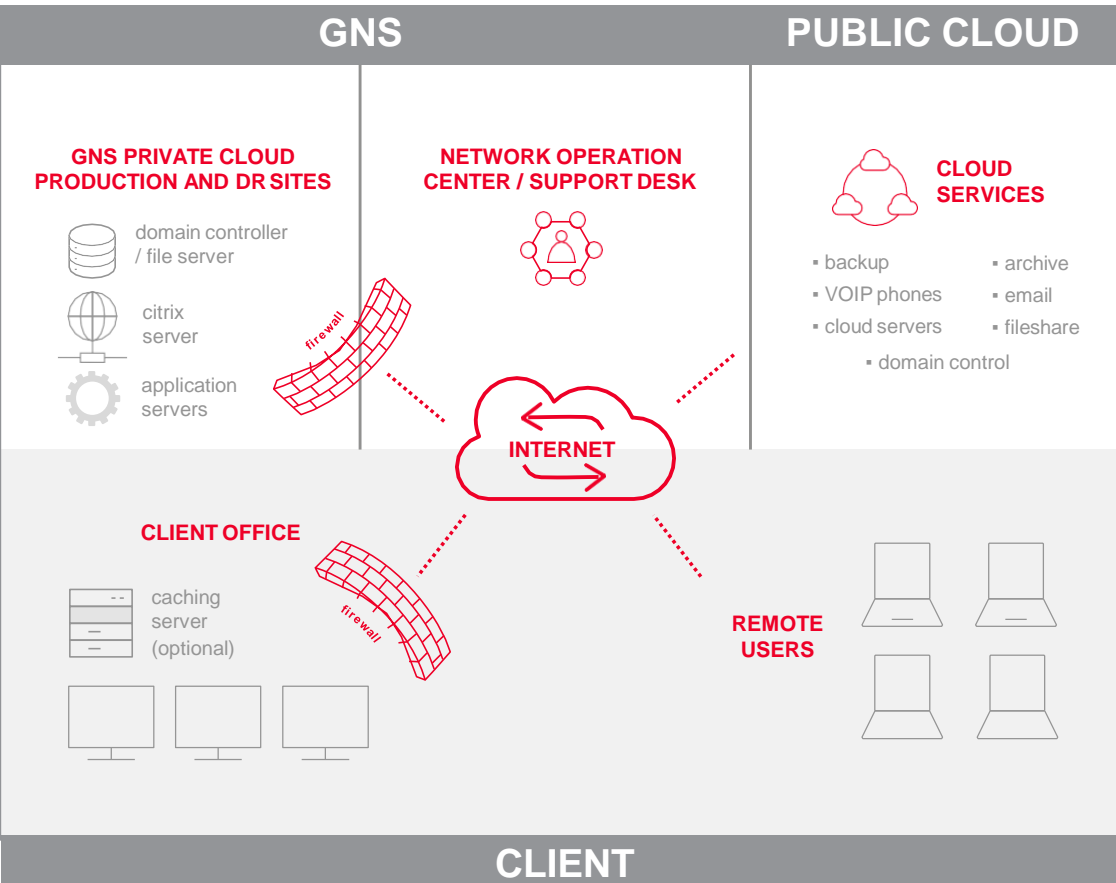 GNS
PUBLIC CLOUD
GNS PRIVATE CLOUD
PRODUCTION AND DR SITES
domain controller
/ file server
citrix
server
application
servers
firewall
NETWORK OPERATION
CENTER / SUPPORT DESK
CLOUD
SERVICES
▪ backup
▪ VOIP phones
▪ cloud servers
▪ archive
▪ email
▪ fileshare
▪ domain control
INTERNET
CLIENT OFFICE
caching
server
(optional)
firewall
REMOTE
USERS
CLIENT